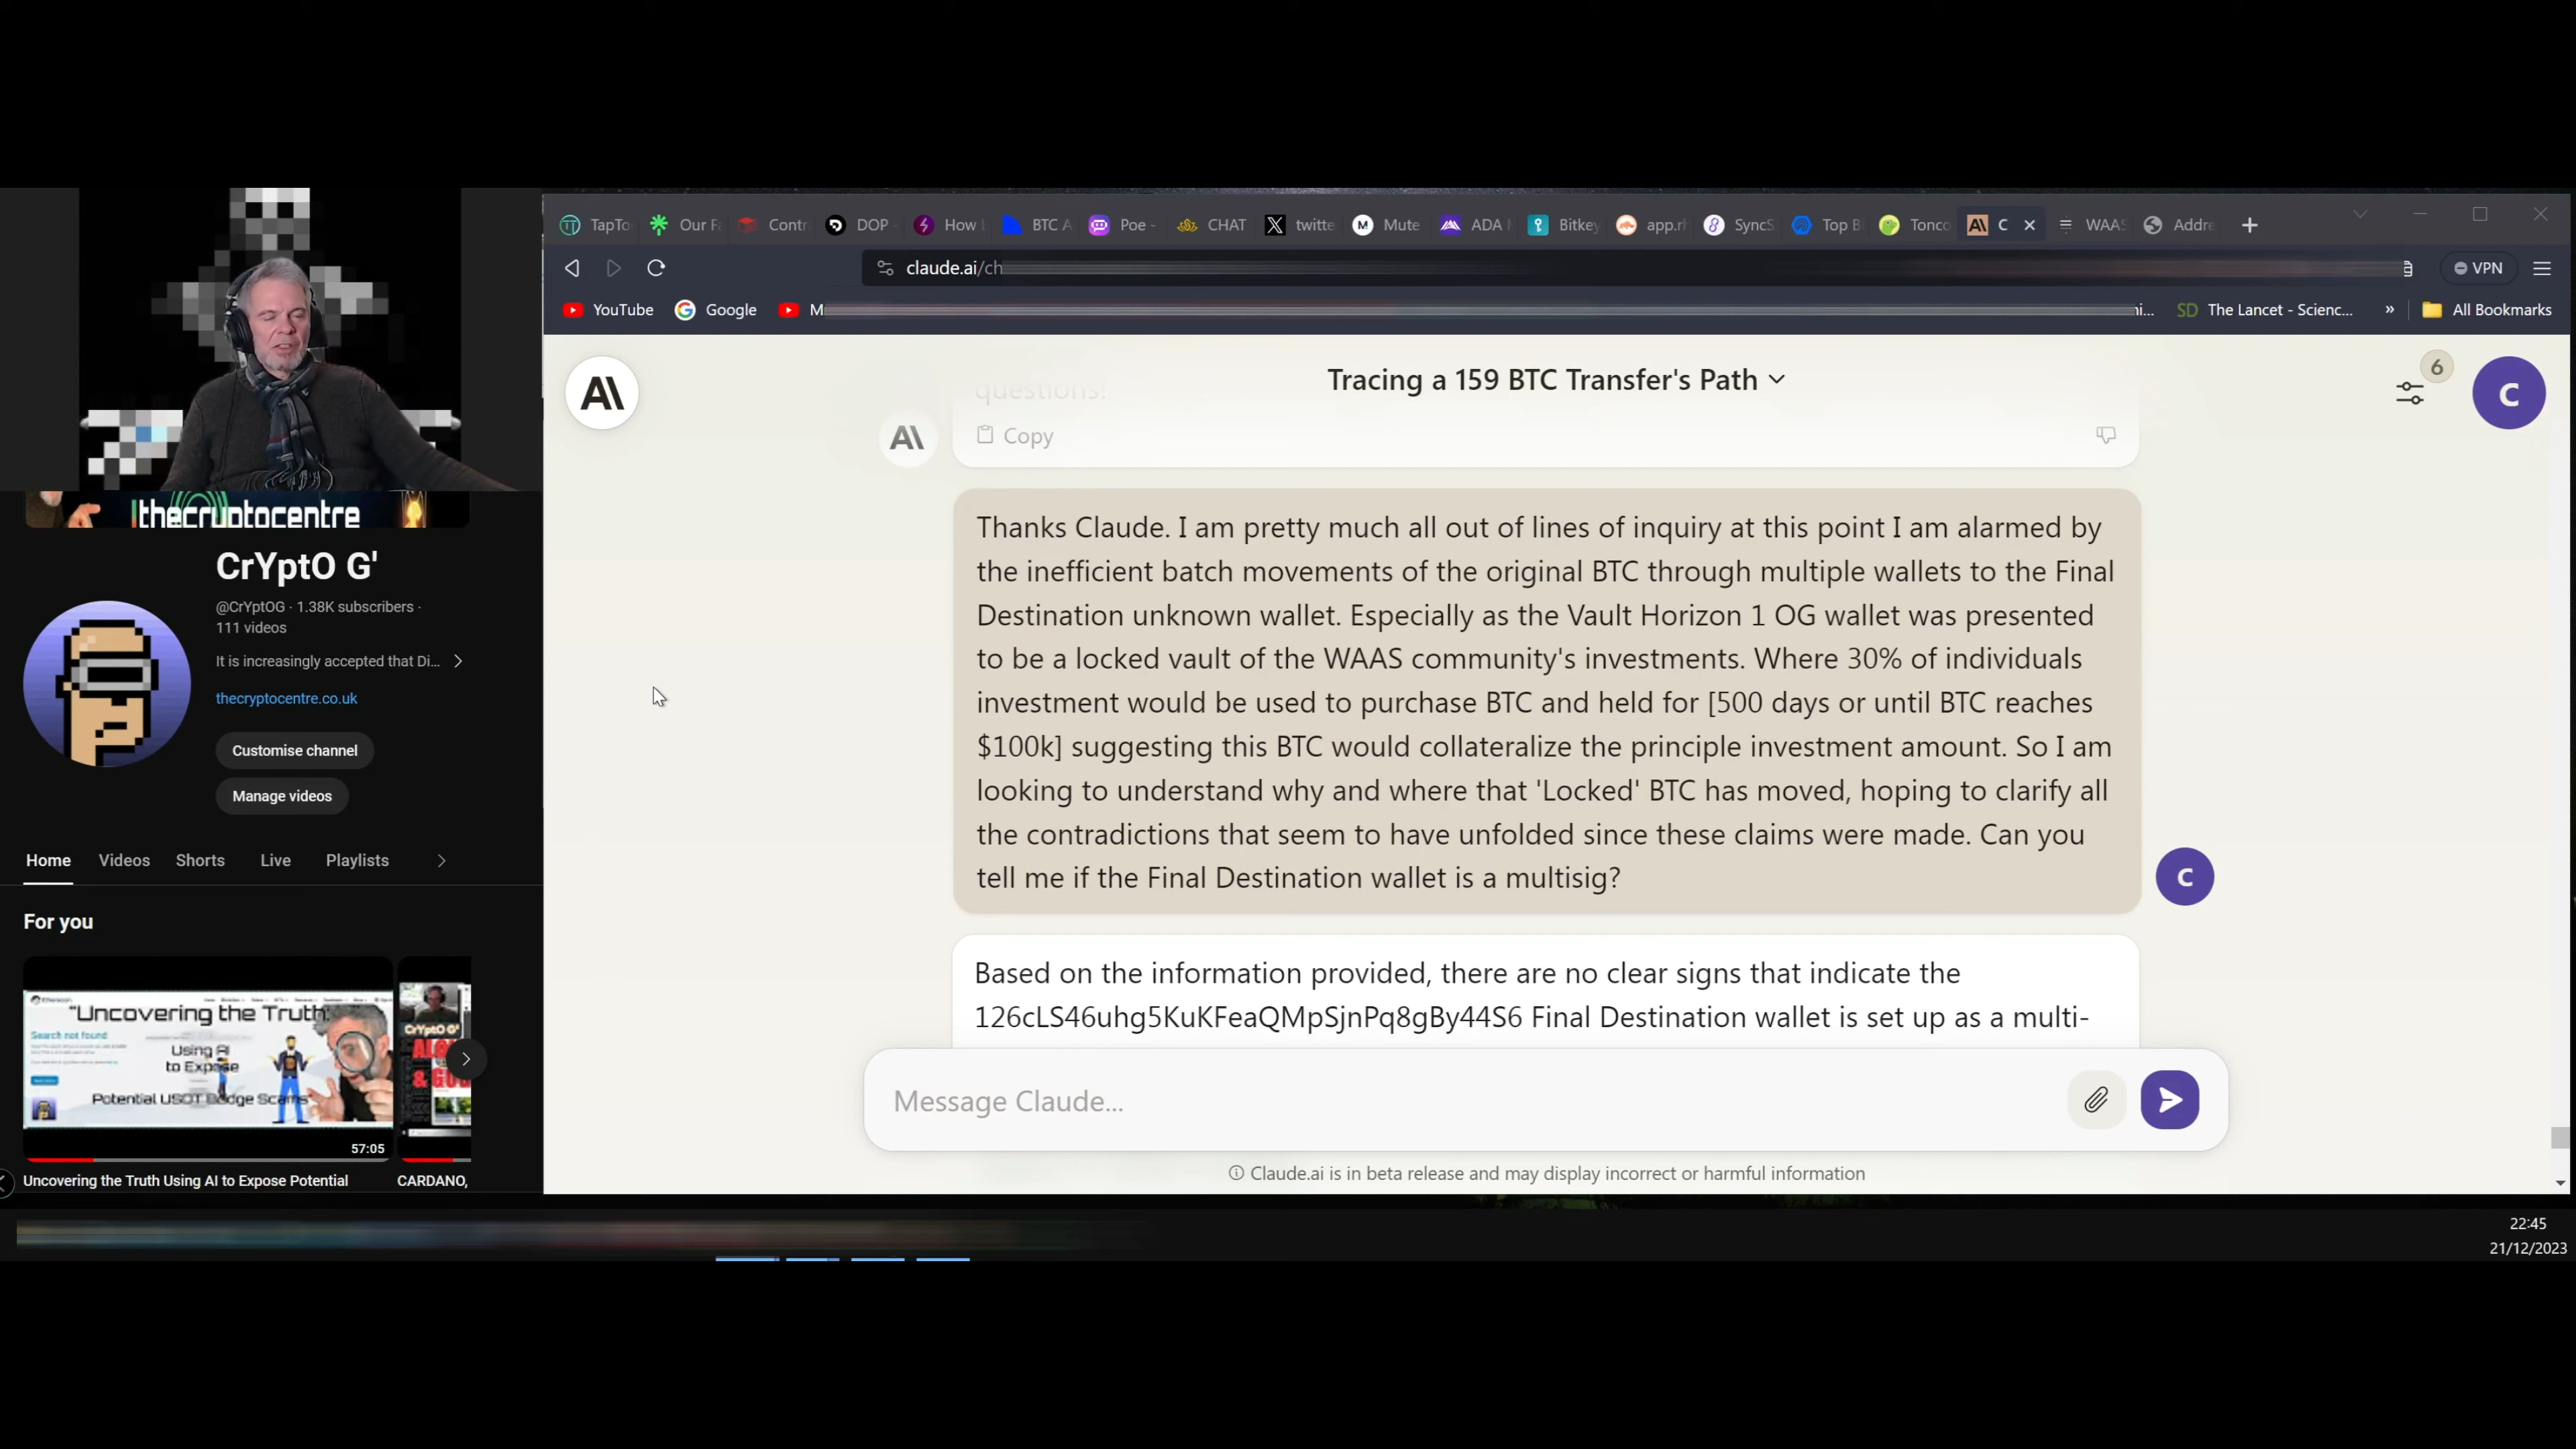 TapTo
Our Fa
Contr
DOP -
How
BTC A
Poe -
CHAT
twitte
Mute
ADA
Bitkey
app.rh
SyncS
Top B
Tonco
C
WAAS
Addre
claude.ai/ch
VPN
YouTube
Google
M
ni...
The Lancet - Scienc...
»
All Bookmarks
questions!
Tracing a 159 BTC Transfer's Path
6
C
Copy
Thanks Claude. I am pretty much all out of lines of inquiry at this point I am alarmed by
the inefficient batch movements of the original BTC through multiple wallets to the Final
Destination unknown wallet. Especially as the Vault Horizon 1 OG wallet was presented
to be a locked vault of the WAAS community's investments. Where 30% of individuals
investment would be used to purchase BTC and held for [500 days or until BTC reaches
$100k] suggesting this BTC would collateralize the principle investment amount. So I am
looking to understand why and where that 'Locked' BTC has moved, hoping to clarify all
the contradictions that seem to have unfolded since these claims were made. Can you
tell me if the Final Destination wallet is a multisig?
C
Based on the information provided, there are no clear signs that indicate the
126cLS46uhg5KuKFeaQMpSjnPq8gBy44S6 Final Destination wallet is set up as a multi-
Message Claude...
Claude.ai is in beta release and may display incorrect or harmful information
thecryptocentre
CrYptO G'
@CrYptOG · 1.38K subscribers ·
111 videos
It is increasingly accepted that Di...
thecryptocentre.co.uk
Customise channel
Manage videos
Home
Videos
Shorts
Live
Playlists
For you
"Uncovering the Truth:
Search not found
Using AI
to Expose
Potential USDT Bridge Scams
57:05
CrYptO G'
Uncovering the Truth Using AI to Expose Potential
CARDANO,
22:45
21/12/2023